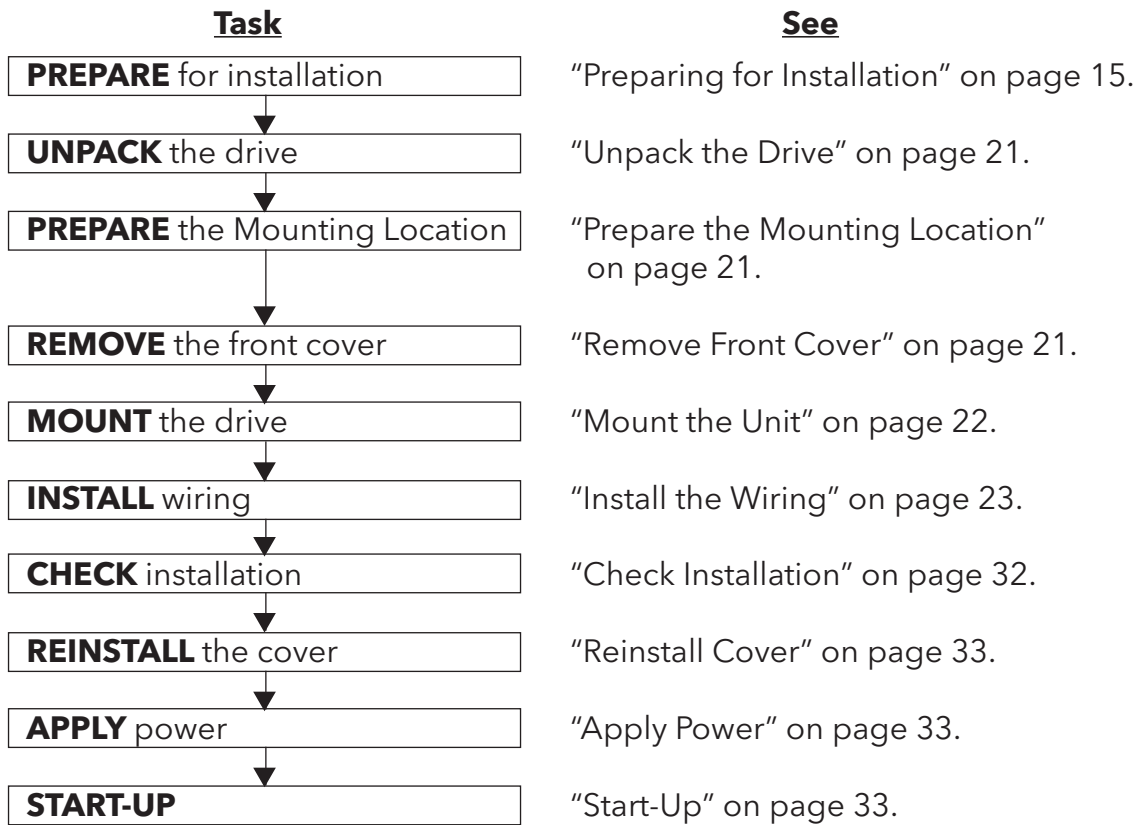 Task See
PREPARE for installation "Preparing for Installation" on page 15.
UNPACK the drive "Unpack the Drive" on page 21.
PREPARE the Mounting Location "Prepare the Mounting Location"
on page 21.
REMOVE the front cover "Remove Front Cover" on page 21.
MOUNT the drive "Mount the Unit" on page 22.
INSTALL wiring "Install the Wiring" on page 23.
CHECK installation "Check Installation" on page 32.
REINSTALL the cover "Reinstall Cover" on page 33.
APPLY power "Apply Power" on page 33.
START-UP "Start-Up" on page 33.